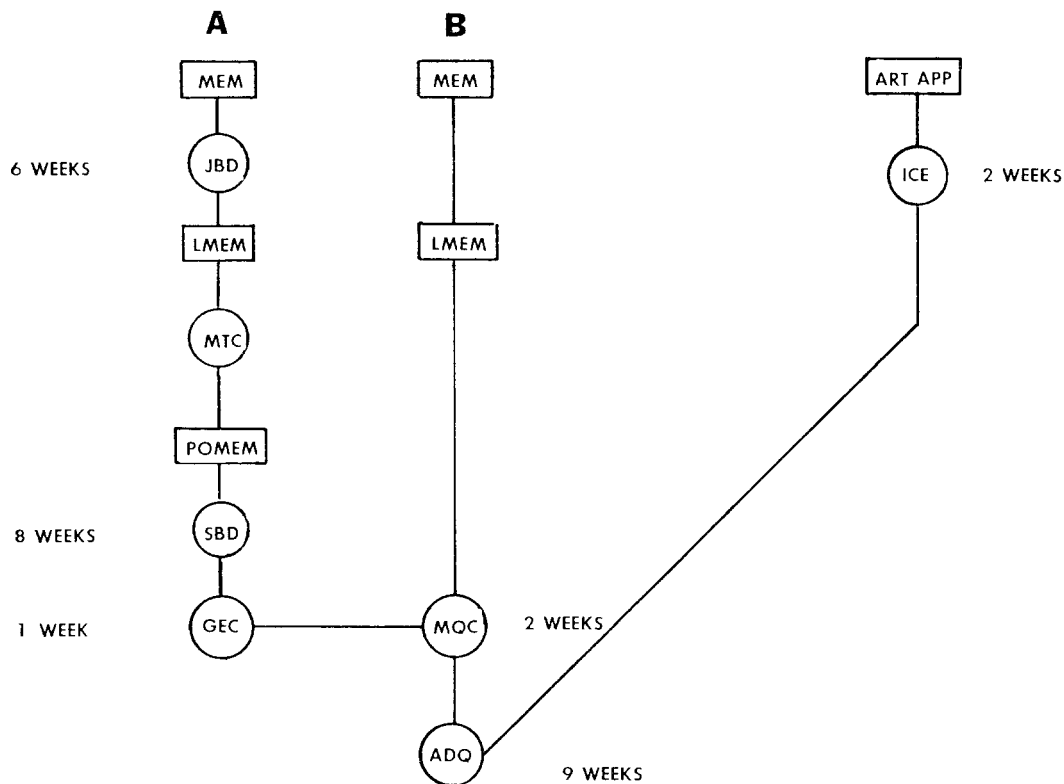 A B
MEM MEM ART APP
6 WEEKS JBD ICE 2 WEEKS
LMEM LMEM
MTC
POMEM
8 WEEKS SBD
1 WEEK GEC MQC 2 WEEKS
ADQ 9 WEEKS